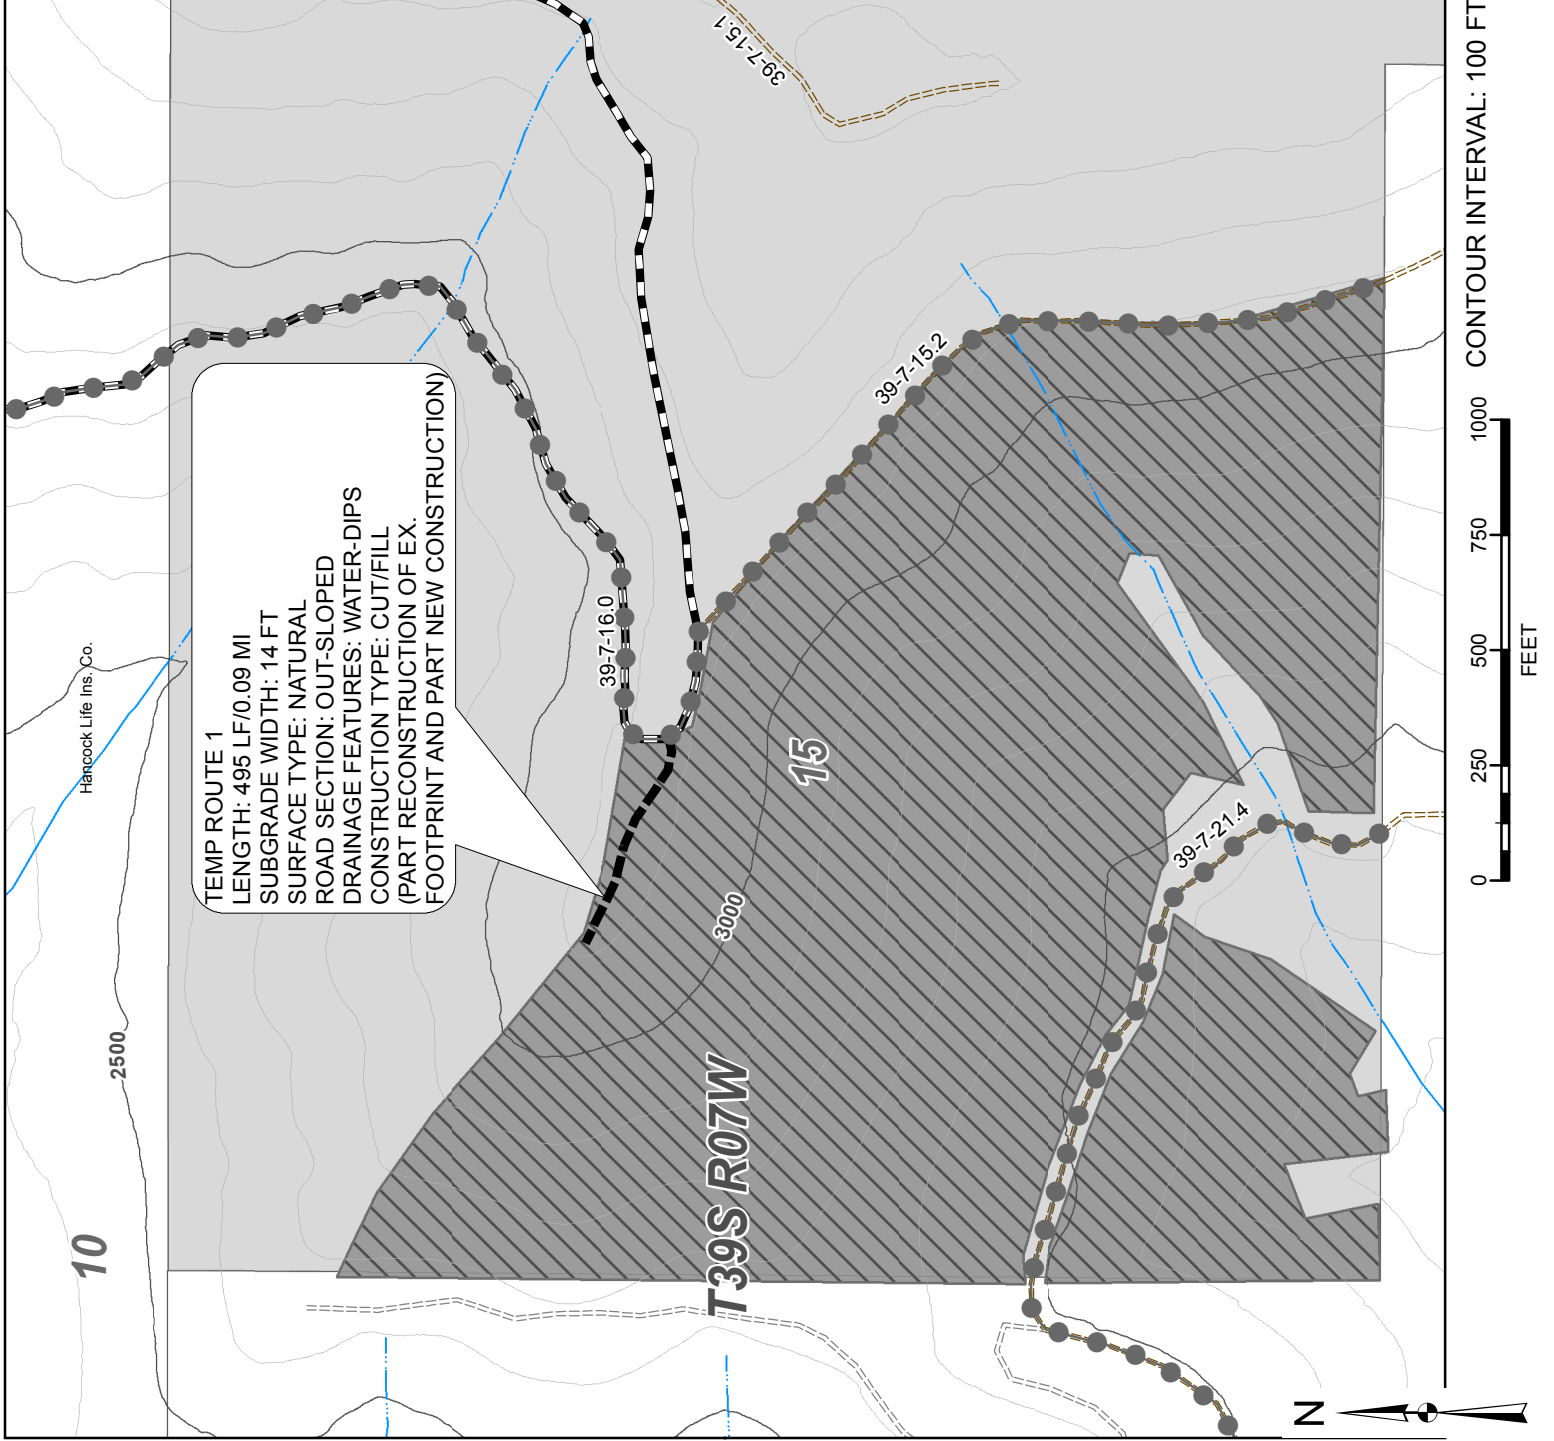 39-7-15.1
Hancock Life Ins. Co.
TEMP ROUTE 1
LENGTH: 495 LF/0.09 MI
SUBGRADE WIDTH: 14 FT
SURFACE TYPE: NATURAL
ROAD SECTION: OUT-SLOPED
DRAINAGE FEATURES: WATER-DIPS
CONSTRUCTION TYPE: CUT/FILL
(PART RECONSTRUCTION OF EX.
FOOTPRINT AND PART NEW CONSTRUCTION)
39-7-16.0
39-7-15.2
15
39-7-21.4
3000
2500
10
T39S R07W
N
CONTOUR INTERVAL: 100 FT
0 250 500 750 1000
FEET